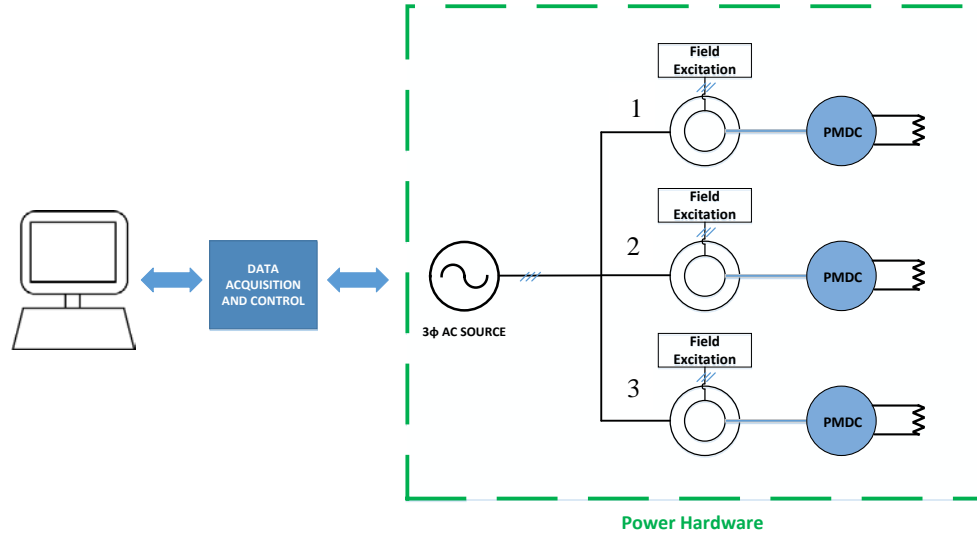 Field
Excitation
1
PMDC
Field
Excitation
2
PMDC
DATA
ACQUISITION
AND CONTROL
3ϕ AC SOURCE
Field
Excitation
3
PMDC
Power Hardware